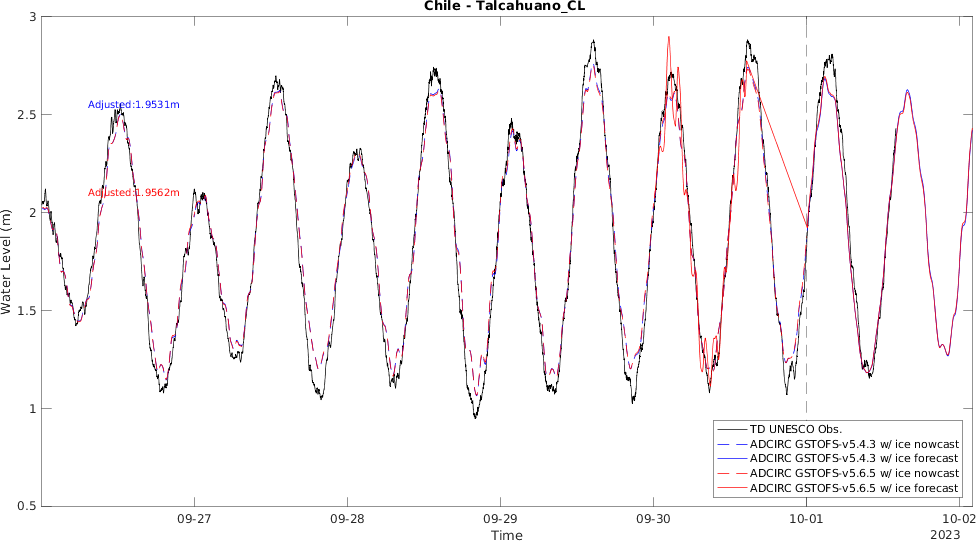 Chile - Talcahuano_CL
3
2.5
2
1.5
1
0.5
Water Level (m)
Adjusted:1.9531m
Adjusted:1.9562m
TD UNESCO Obs.
ADCIRC GSTOFS-v5.4.3 w/ ice nowcast
ADCIRC GSTOFS-v5.4.3 w/ ice forecast
ADCIRC GSTOFS-v5.6.5 w/ ice nowcast
ADCIRC GSTOFS-v5.6.5 w/ ice forecast
09-27
09-28
09-29
09-30
10-01
10-02
Time
2023